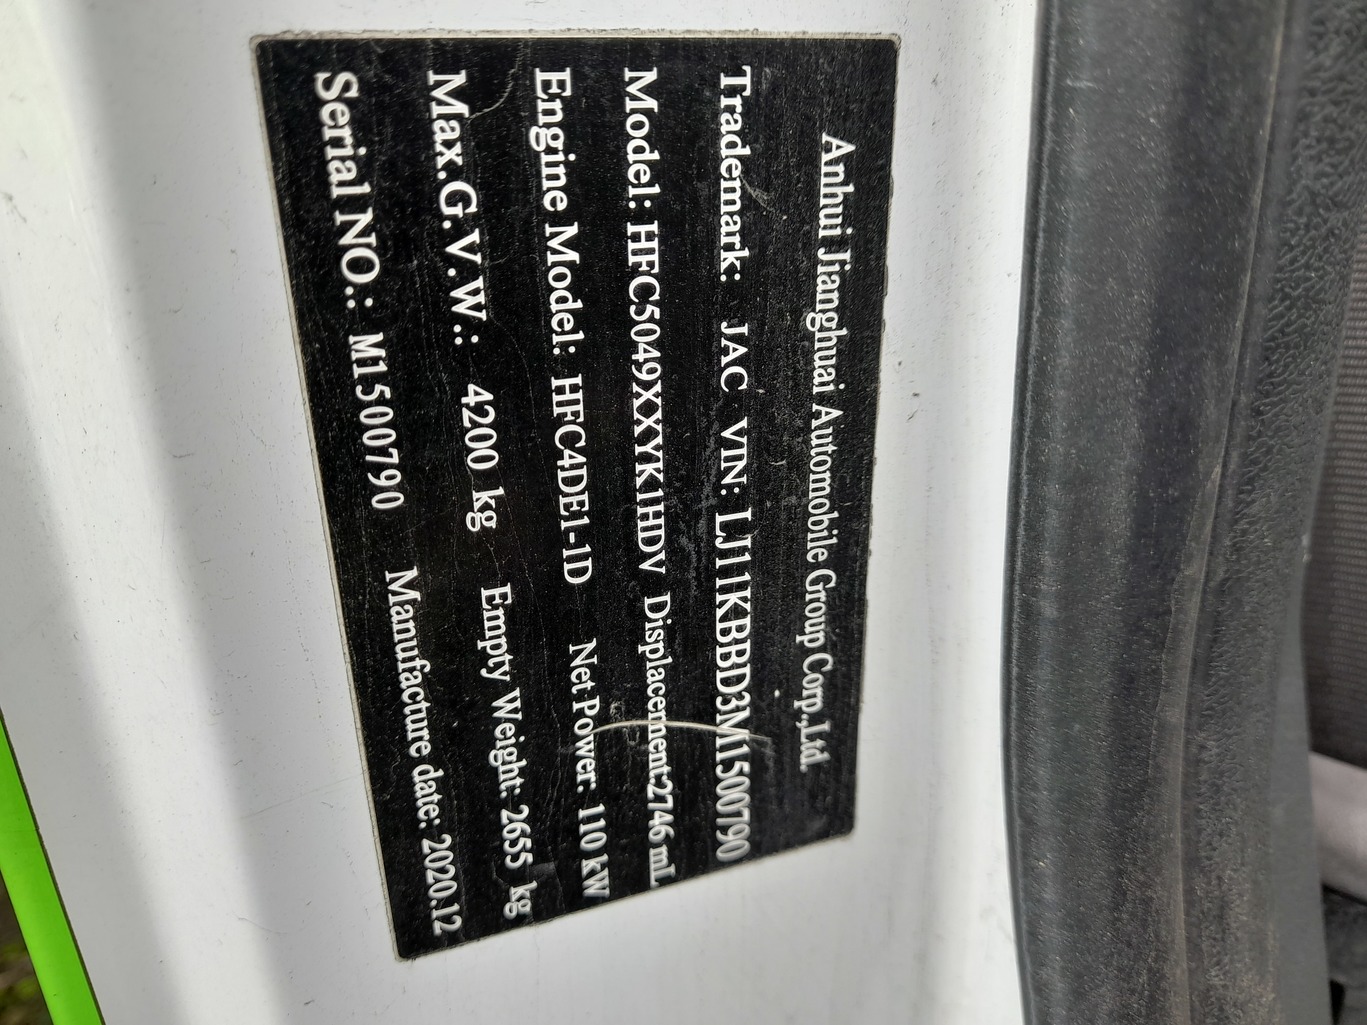 Anhui Jianghuai Automobile Group Corp.,Ltd.
Trademark: JAC VIN: LJ11KBBD3M1500790
Model: HFC5049XXYK1HDV Displacement:2746 mL
Engine Model: HFC4DE1-1D Net Power: 110 kW
Max.G.V.W.: 4200 kg Empty Weight: 2655 kg
Serial NO.: M1500790 Manufacture date: 2020.12